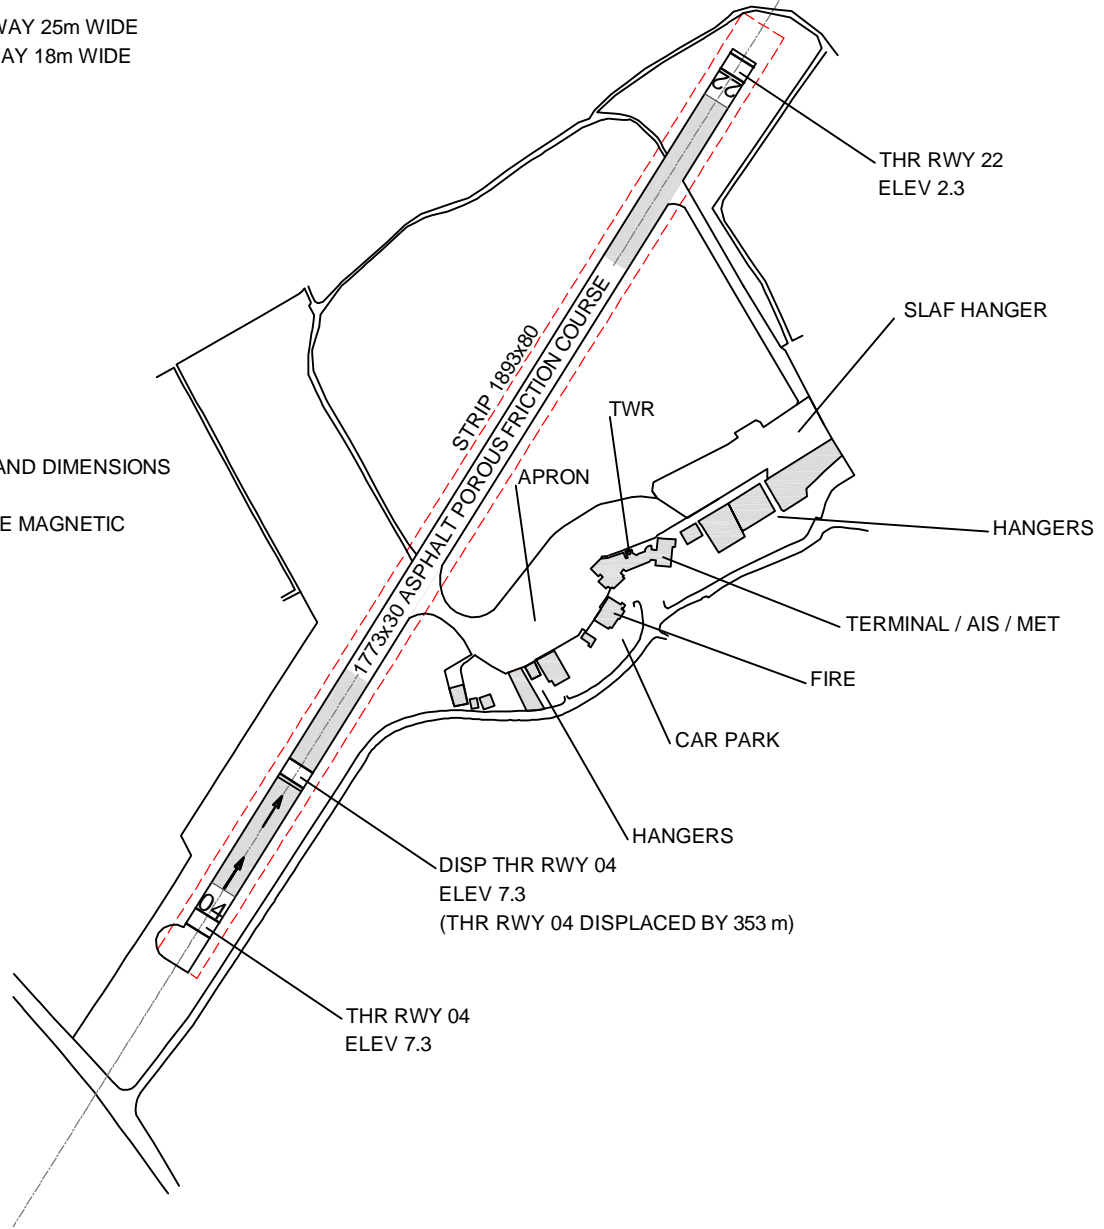 WAY 25m WIDE
AY 18m WIDE
22
THR RWY 22
ELEV 2.3
SLAF HANGER
STRIP 1893x80
1773x30 ASPHALT POROUS FRICTION COURSE
TWR
AND DIMENSIONS
APRON
E MAGNETIC
HANGERS
TERMINAL / AIS / MET
FIRE
CAR PARK
HANGERS
DISP THR RWY 04
ELEV 7.3
(THR RWY 04 DISPLACED BY 353 m)
04
THR RWY 04
ELEV 7.3